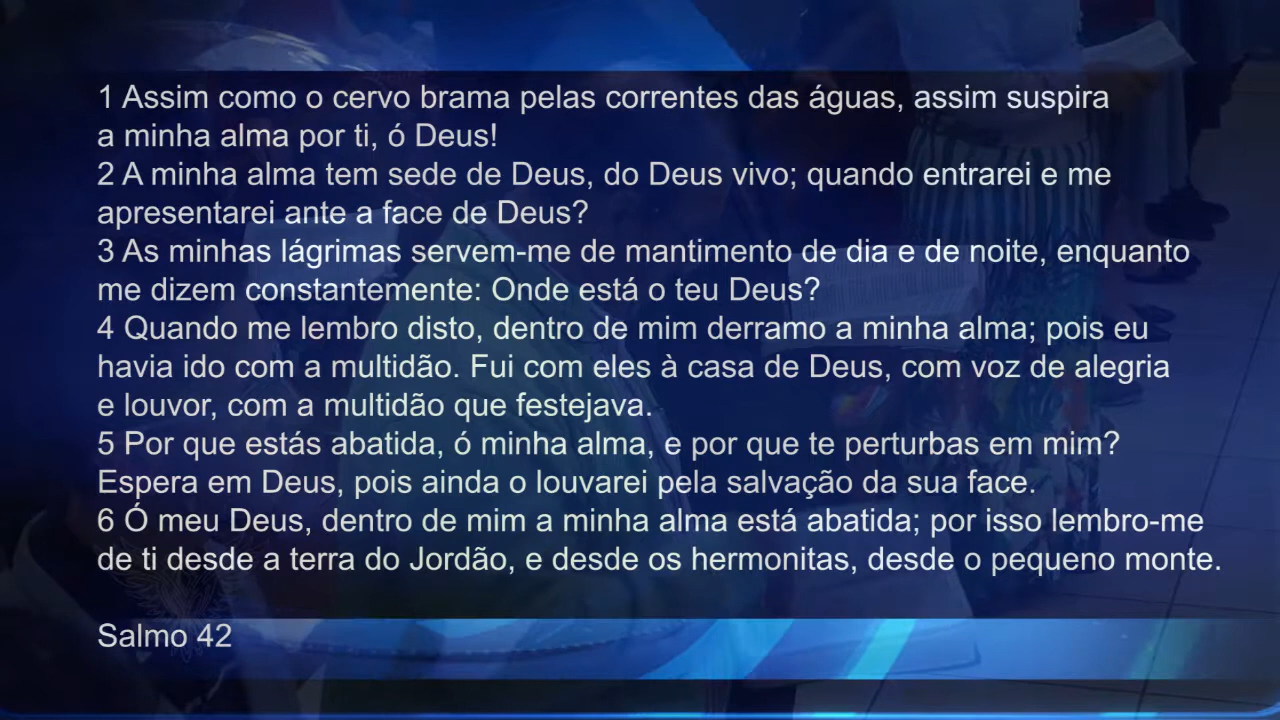 1 Assim como o cervo brama pelas correntes das águas, assim suspira
a minha alma por ti, ó Deus!
2 A minha alma tem sede de Deus, do Deus vivo; quando entrarei e me
apresentarei ante a face de Deus?
3 As minhas lágrimas servem-me de mantimento de dia e de noite, enquanto
me dizem constantemente: Onde está o teu Deus?
4 Quando me lembro disto, dentro de mim derramo a minha alma; pois eu
havia ido com a multidão. Fui com eles à casa de Deus, com voz de alegria
e louvor, com a multidão que festejava.
5 Por que estás abatida, ó minha alma, e por que te perturbas em mim?
Espera em Deus, pois ainda o louvarei pela salvação da sua face.
6 Ó meu Deus, dentro de mim a minha alma está abatida; por isso lembro-me
de ti desde a terra do Jordão, e desde os hermonitas, desde o pequeno monte.
Salmo 42